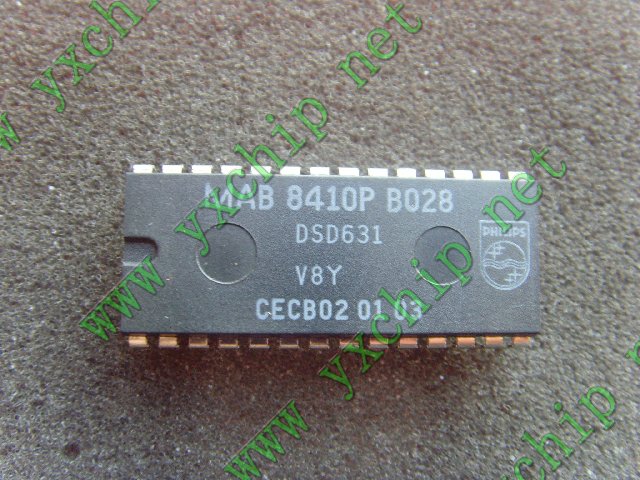 www yxchip net
MAB 8410P B028
DSD631
PHILIPS
V8Y
CECB02 01 03
www yxchip net
www yxchip net